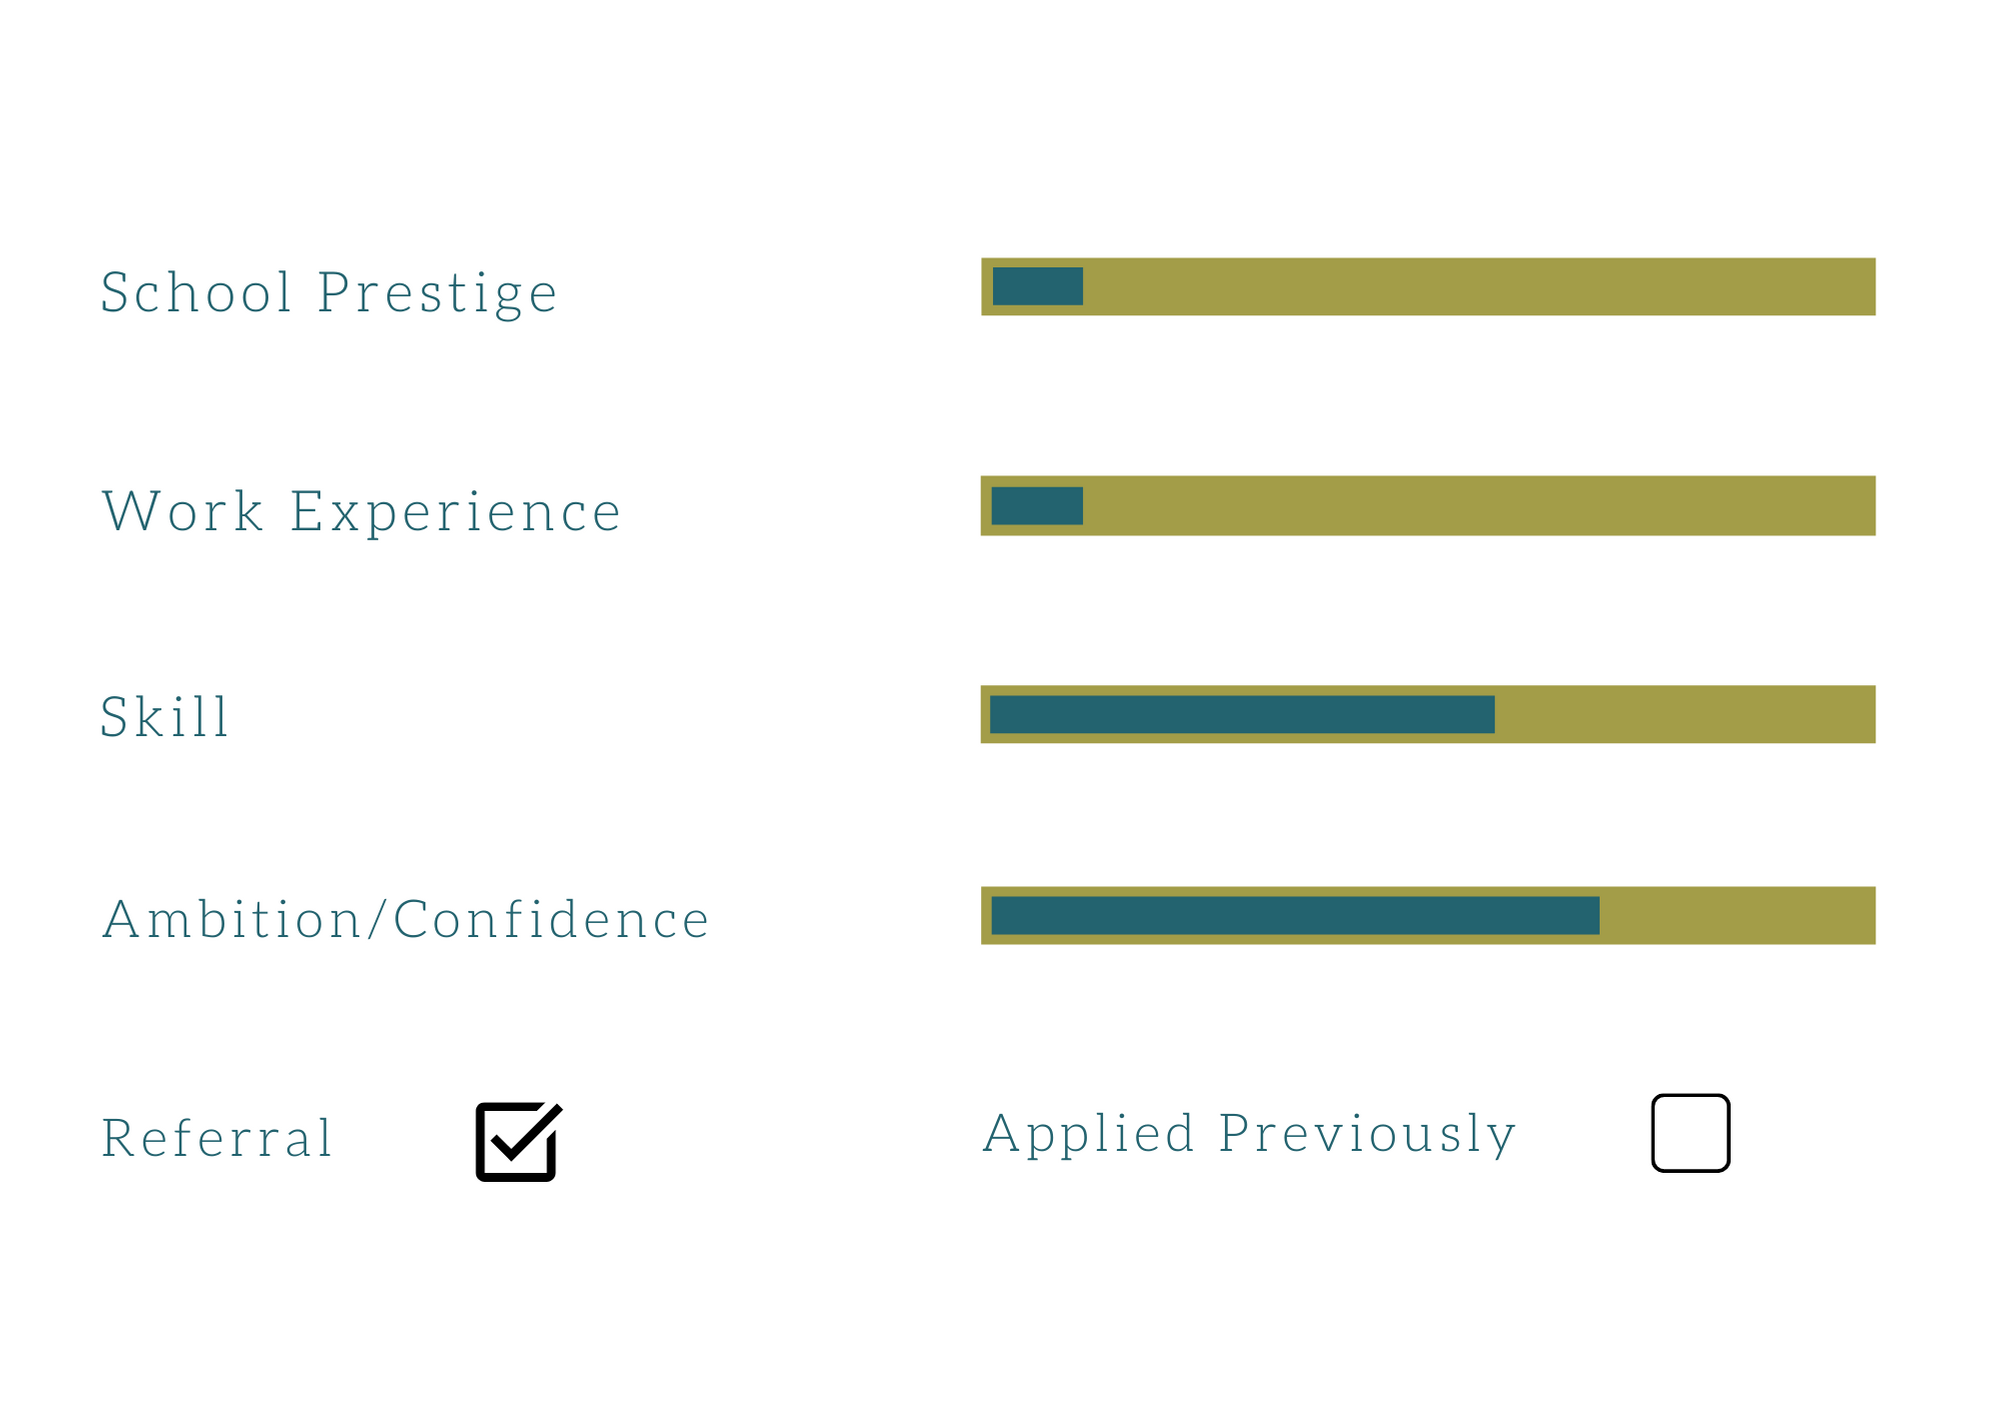 School Prestige
Work Experience
Skill
Ambition/Confidence
Referral
Applied Previously